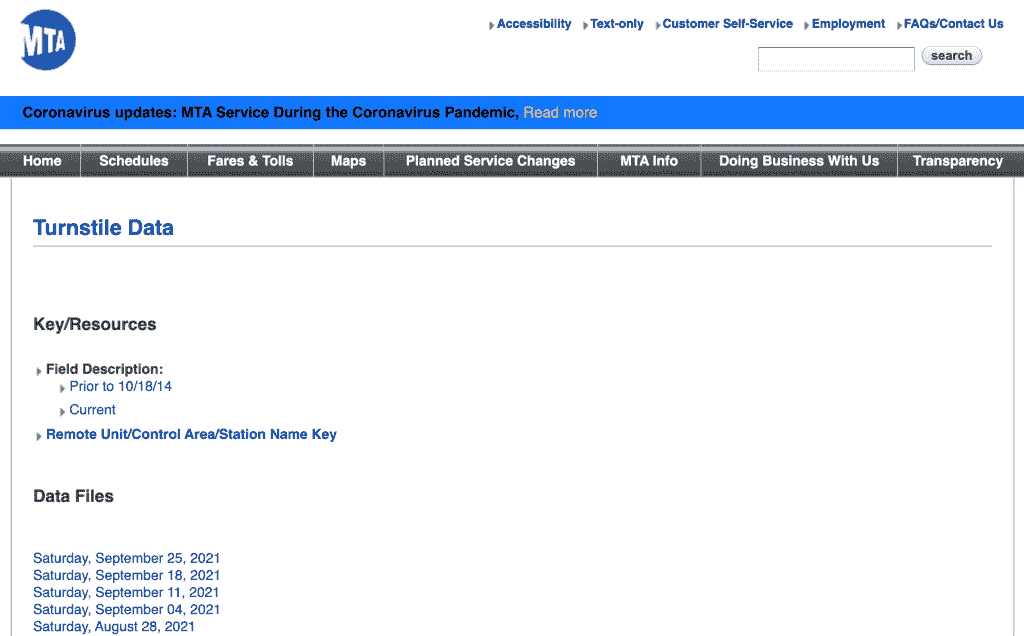 MTA
Accessibility Text-only Customer Self-Service Employment FAQs/Contact Us
search
Coronavirus updates: MTA Service During the Coronavirus Pandemic, Read more
Home Schedules Fares & Tolls Maps Planned Service Changes MTA Info Doing Business With Us Transparency
Turnstile Data
Key/Resources
Field Description:
Prior to 10/18/14
Current
Remote Unit/Control Area/Station Name Key
Data Files
Saturday, September 25, 2021
Saturday, September 18, 2021
Saturday, September 11, 2021
Saturday, September 04, 2021
Saturday, August 28, 2021